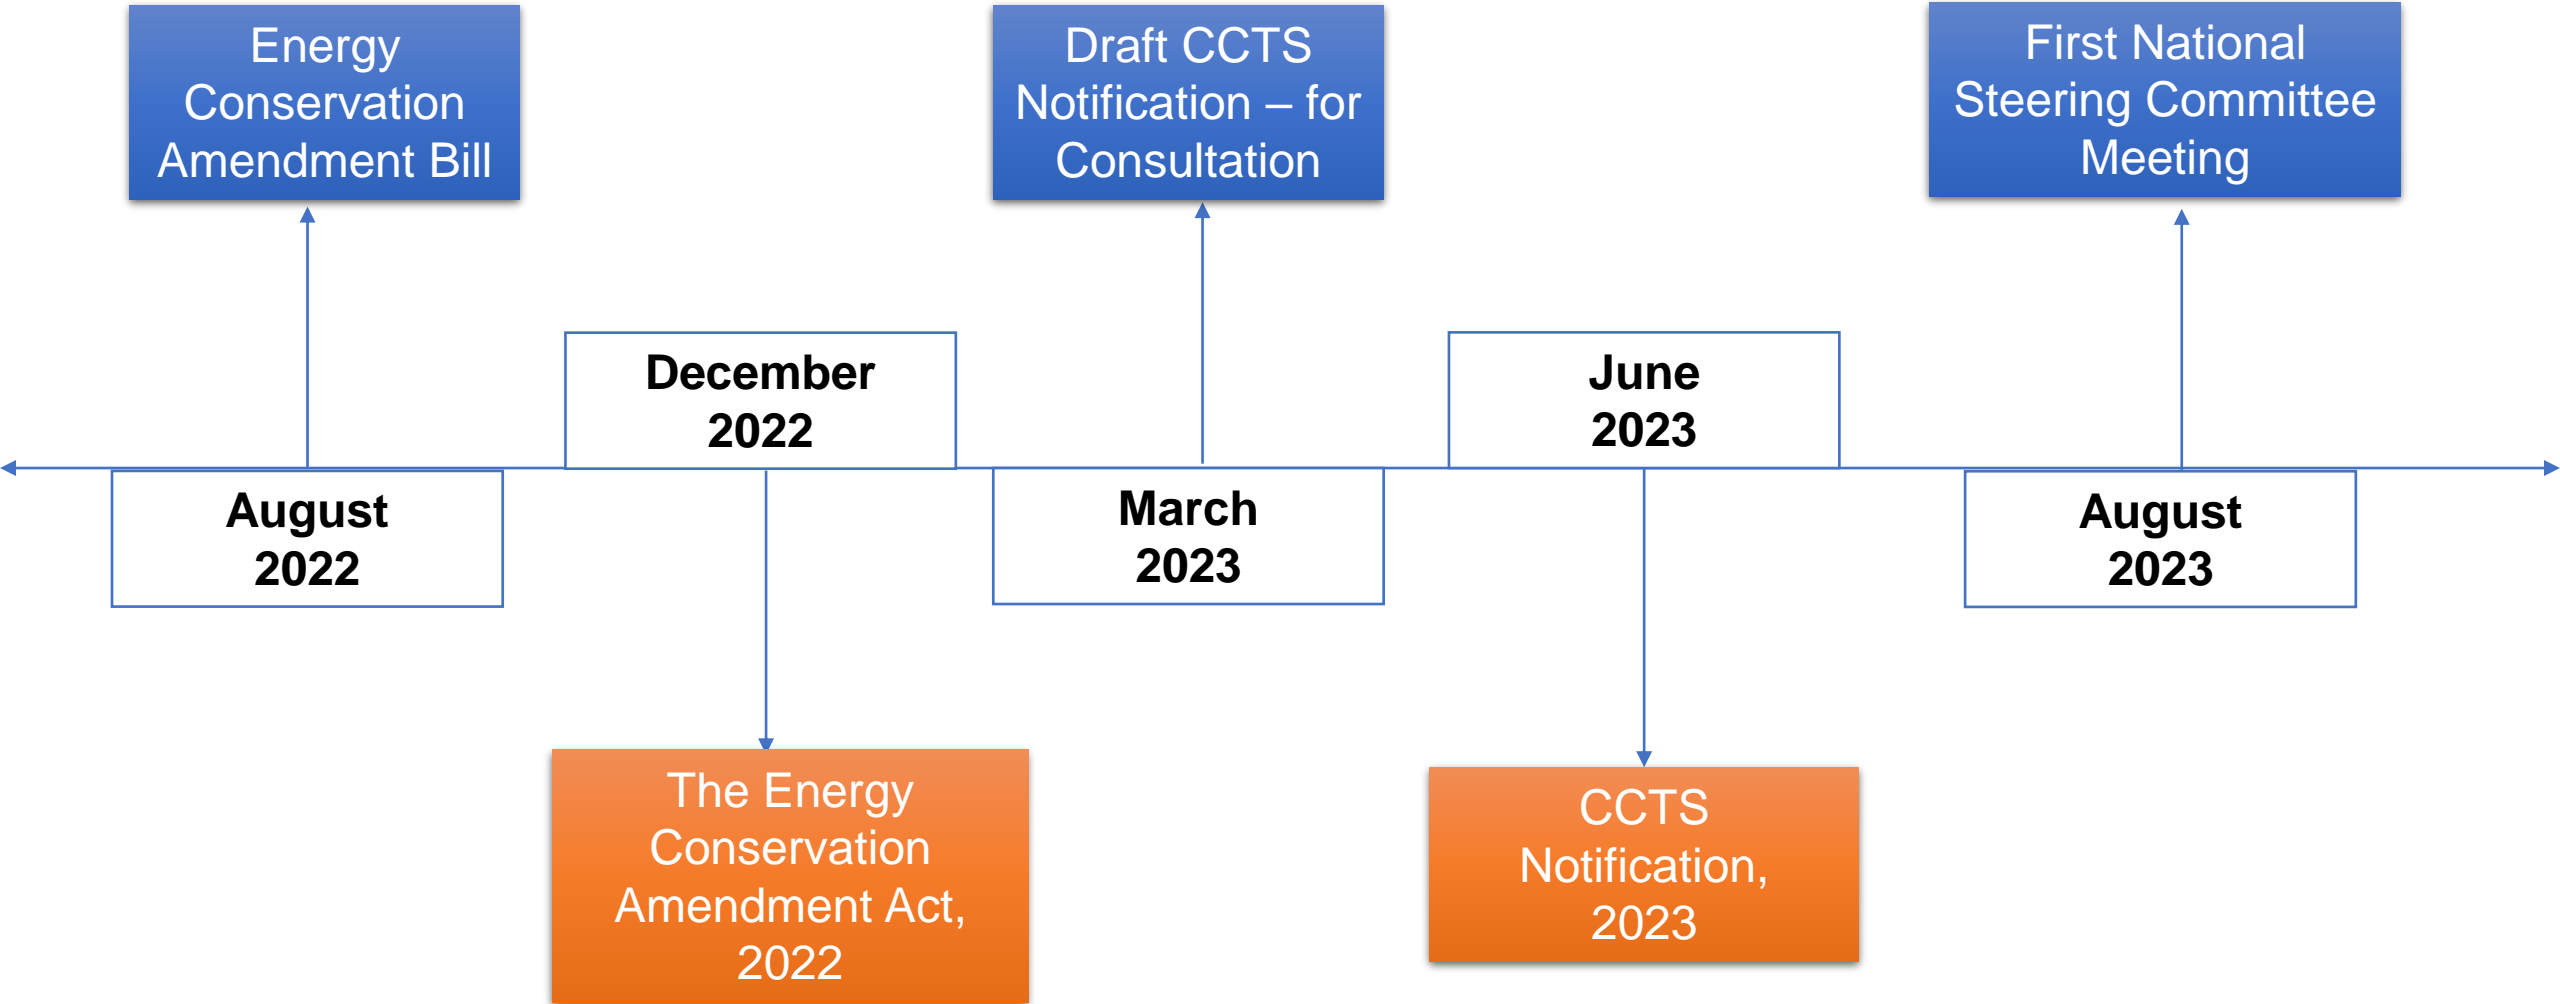 Energy
Conservation
Amendment Bill
Draft CCTS
Notification – for
Consultation
First National
Steering Committee
Meeting
December
2022
June
2023
August
2022
March
2023
August
2023
The Energy
Conservation
Amendment Act,
2022
CCTS
Notification,
2023